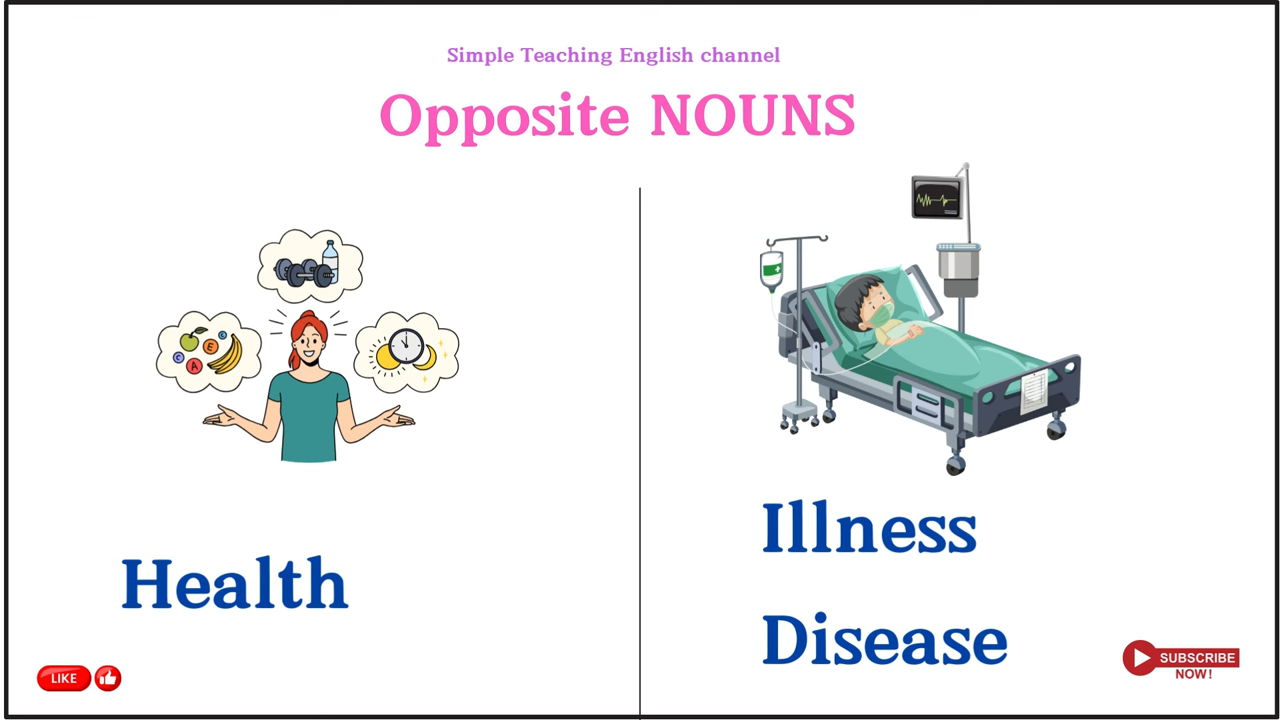 Simple Teaching English channel
Opposite NOUNS
Health
Illness
Disease
LIKE
SUBSCRIBE
NOW!